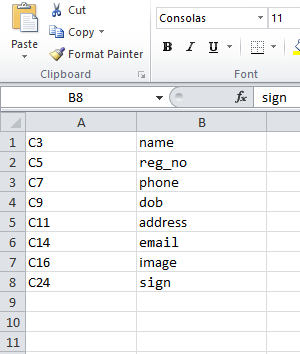 Cut
Consolas 11
Copy
Paste
Format Painter
B I U
Clipboard
Font
B8 fx sign
A B
1 C3 name
2 C5 reg_no
3 C7 phone
4 C9 dob
5 C11 address
6 C14 email
7 C16 image
8 C24 sign
9
10
11